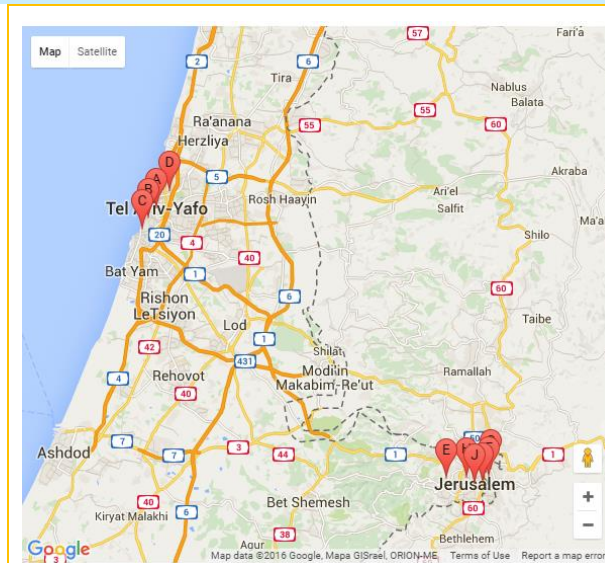 Map Satellite
57
Fari'a
2
6
Tira
Nablus
Balata
55
60
Ra'anana
Herzliya
55
D
A
B
C
5
Akraba
Rosh Haayin
Ari'el
Salfit
Tel Aviv-Yafo
20
4
Shilo
40
Bat Yam
1
60
6
Rishon
LeTsiyon
Lod
Taibe
1
42
Shilat
431
Modi'in
Makabim-Re'ut
Ramallah
Rehovot
4
40
Ashdod
7
7
3
44
1
E
J
1
Jerusalem
40
Kiryat Malakhi
Bet Shemesh
60
6
38
Bethlehem
Google
3
Map data ©2016 Google, Mapa GISrael, ORION-ME Terms of Use Report a map error